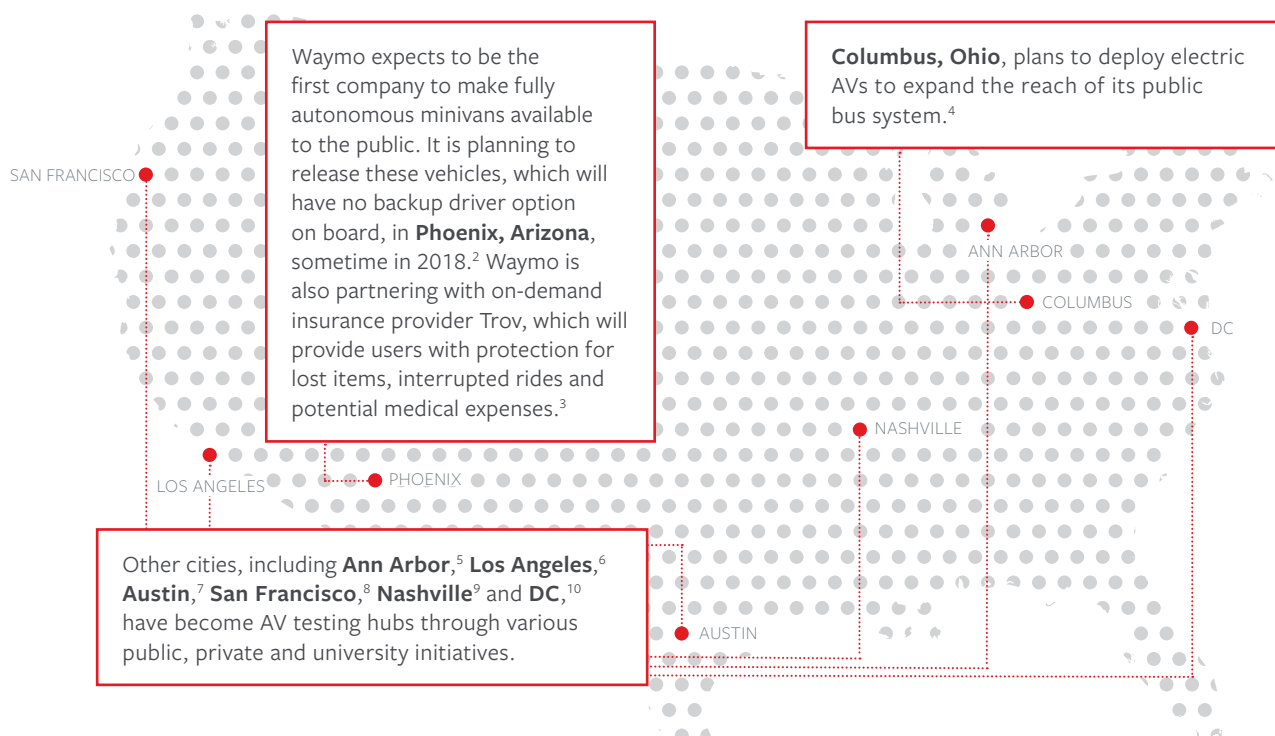 Waymo expects to be the
first company to make fully
autonomous minivans available
to the public. It is planning to
release these vehicles, which will
have no backup driver option
on board, in Phoenix, Arizona,
sometime in 2018.² Waymo is
also partnering with on-demand
insurance provider Trov, which will
provide users with protection for
lost items, interrupted rides and
potential medical expenses.³
Columbus, Ohio, plans to deploy electric
AVs to expand the reach of its public
bus system.⁴
SAN FRANCISCO
ANN ARBOR
COLUMBUS
DC
NASHVILLE
LOS ANGELES
PHOENIX
Other cities, including Ann Arbor,⁵ Los Angeles,⁶
Austin,⁷ San Francisco,⁸ Nashville⁹ and DC,¹⁰
have become AV testing hubs through various
public, private and university initiatives.
AUSTIN